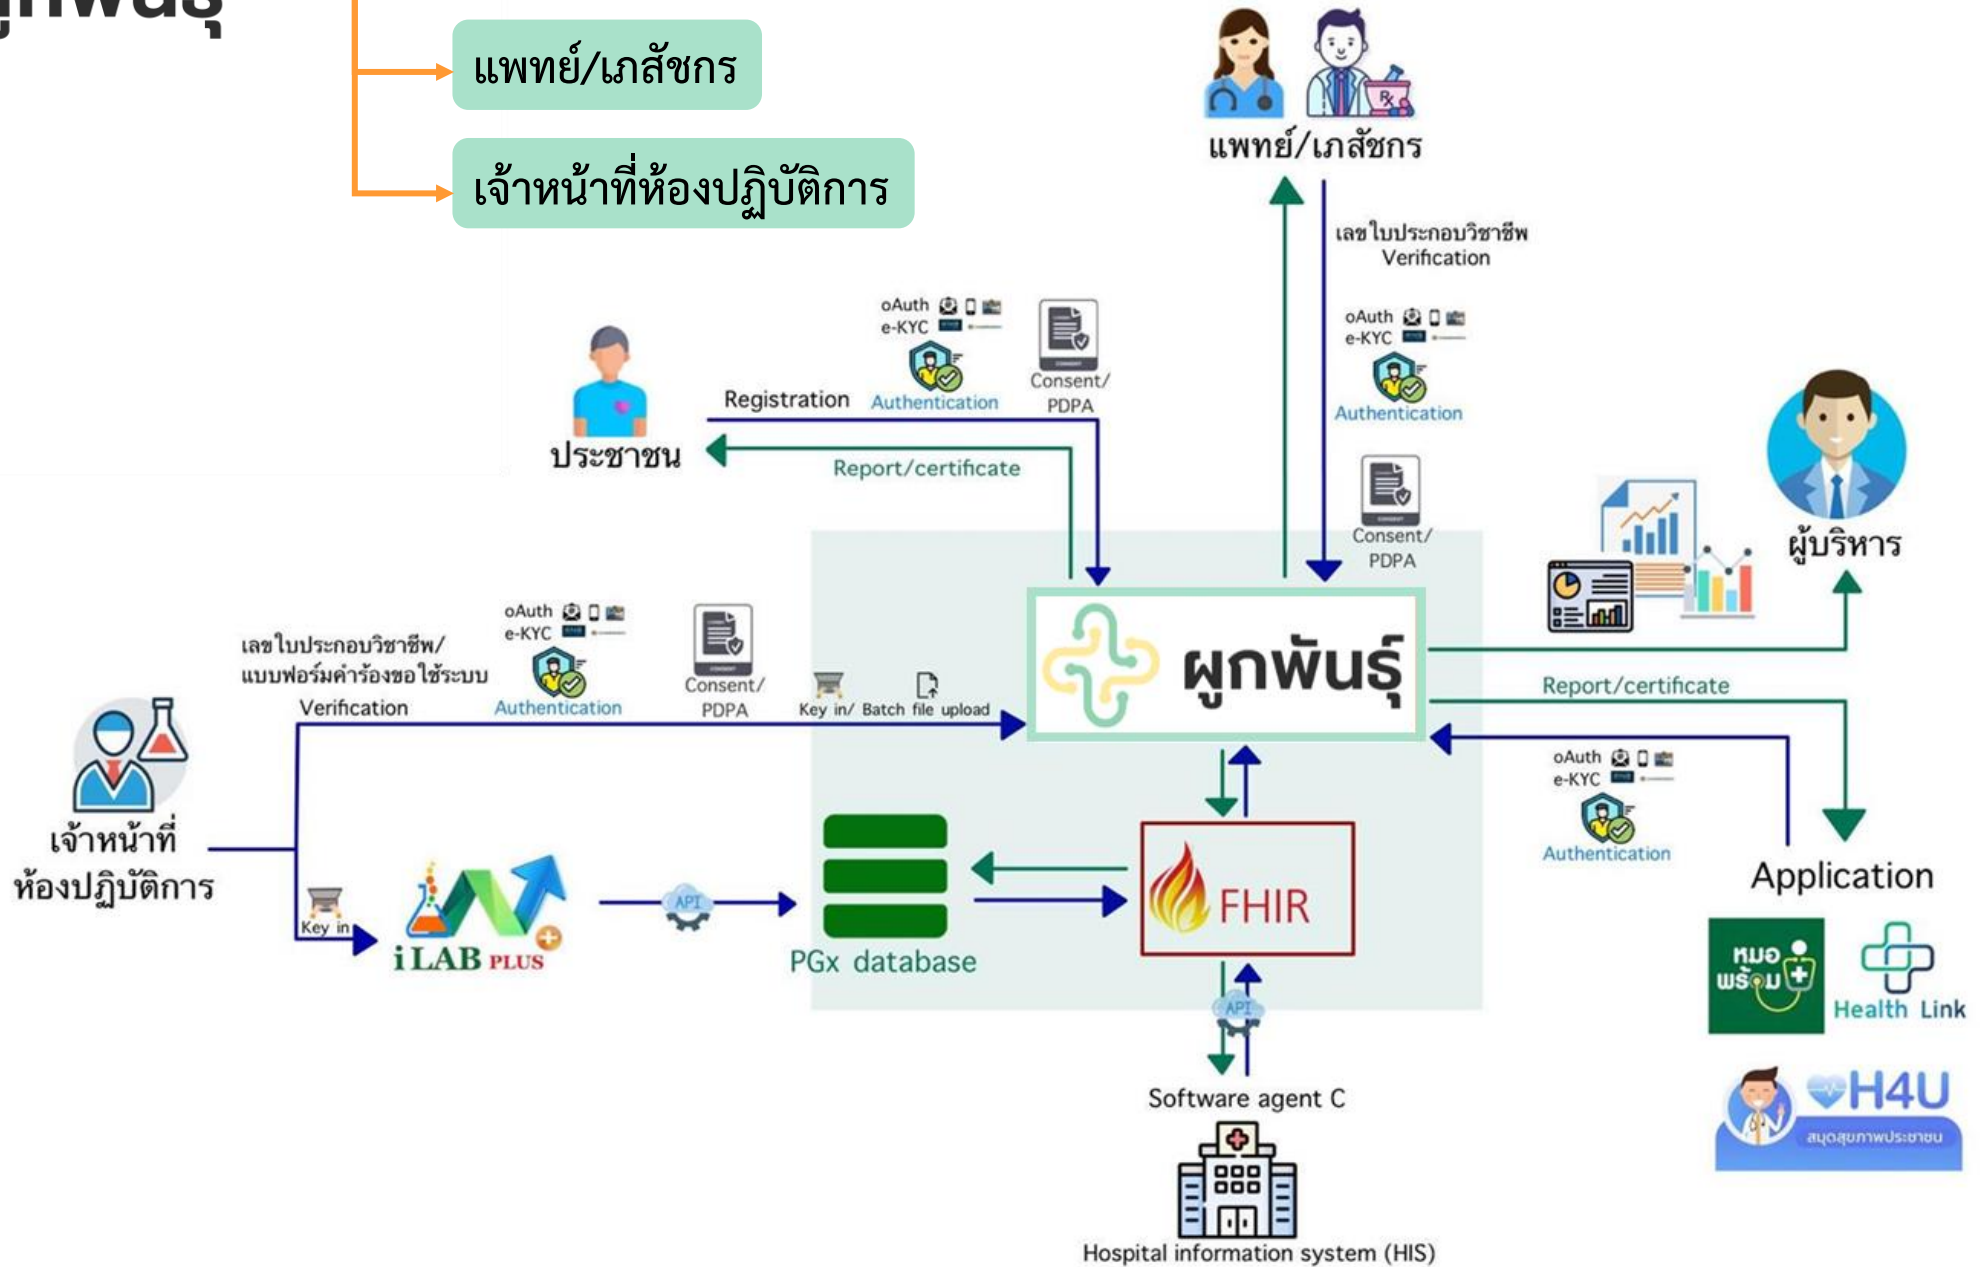 แพทย์/เภสัชกร
เจ้าหน้าที่ห้องปฏิบัติการ
แพทย์/เภสัชกร
เลขใบประกอบวิชาชีพ
Verification
oAuth
e-KYC
Authentication
Consent/
PDPA
oAuth
e-KYC
Authentication
Consent/
PDPA
CONSENT
Registration
ประชาชน
Report/certificate
ผู้บริหาร
เลขใบประกอบวิชาชีพ/
แบบฟอร์มคำร้องขอใช้ระบบ
Verification
oAuth
e-KYC
Authentication
Consent/
PDPA
Key in/ Batch file upload
ผูกพันธุ์
Report/certificate
oAuth
e-KYC
Authentication
เจ้าหน้าที่
ห้องปฏิบัติการ
Key in
iLAB PLUS
API
PGx database
FHIR
API
Software agent C
Hospital information system (HIS)
Application
หมอ
พร้อม
Health Link
H4U
สมุดสุขภาพประชาชน